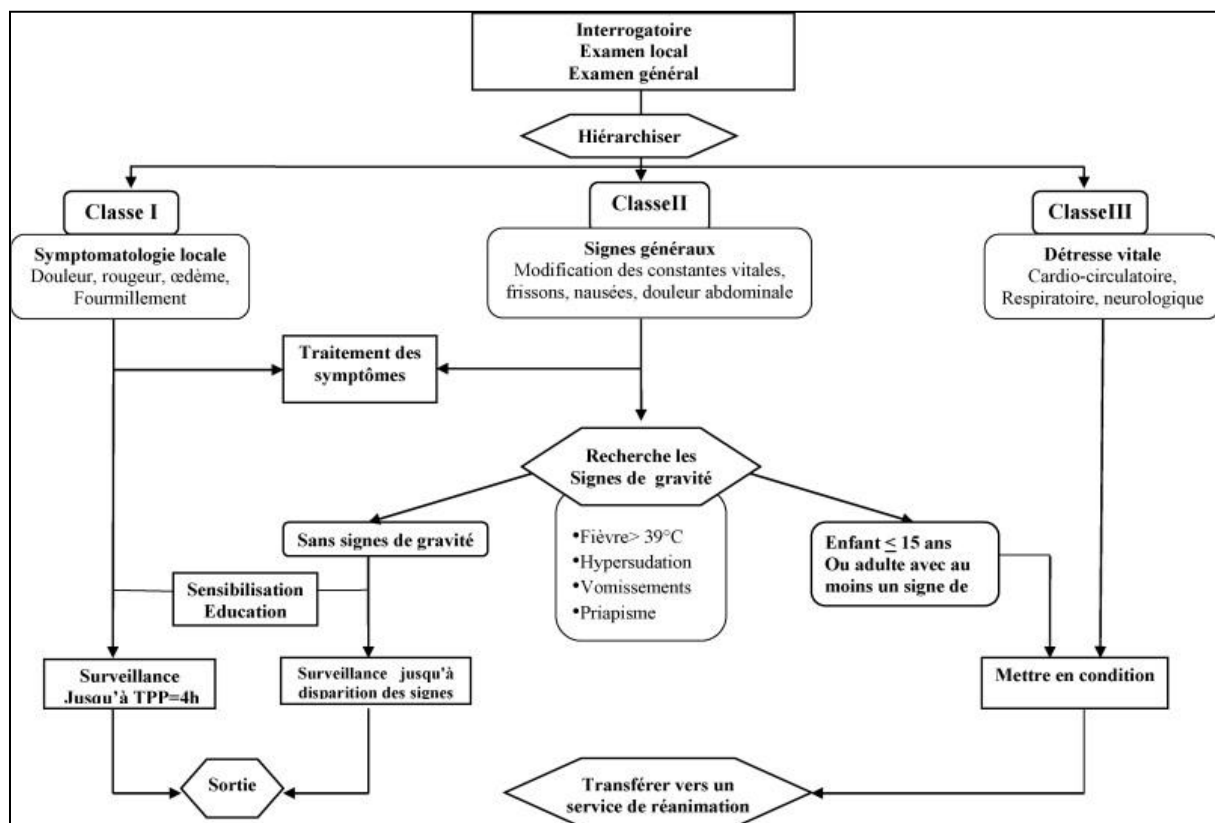 Interrogatoire
Examen local
Examen général
Hiérarchiser
Classe I
ClasseII
ClasseIII
Symptomatologie locale
Douleur, rougeur, œdème,
Fourmillement
Signes généraux
Modification des constantes vitales,
frissons, nausées, douleur abdominale
Détresse vitale
Cardio-circulatoire,
Respiratoire, neurologique
Traitement des
symptômes
Recherche les
Signes de gravité
Sans signes de gravité
•Fièvre> 39°C
•Hypersudation
•Vomissements
•Priapisme
Enfant ≤ 15 ans
Ou adulte avec au
moins un signe de
Sensibilisation
Education
Surveillance
Jusqu'à TPP=4h
Surveillance jusqu'à
disparition des signes
Mettre en condition
Sortie
Transférer vers un
service de réanimation